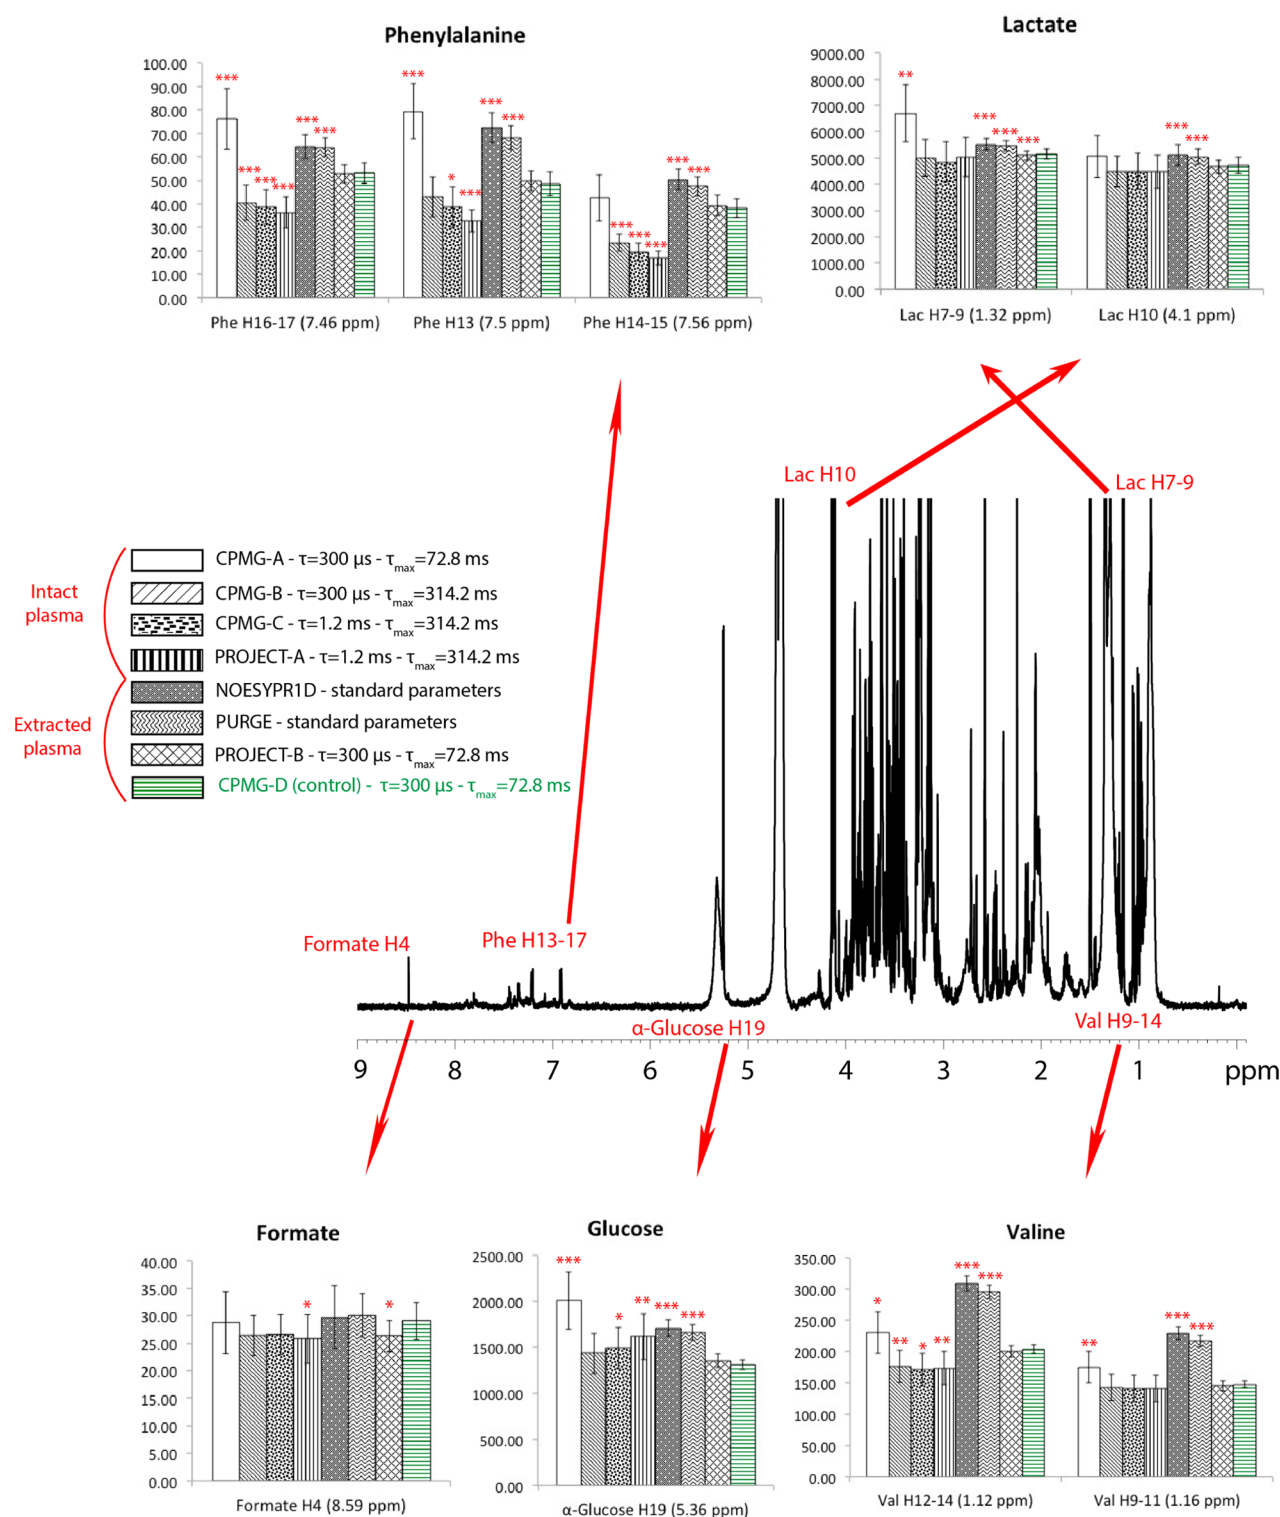 Phenylalanine
100.00
90.00
80.00
70.00
60.00
50.00
40.00
30.00
20.00
10.00
0.00
***
***
***
***
***
***
***
*
***
***
***
***
***
***
***
***
Phe H16-17 (7.46 ppm)
Phe H13 (7.5 ppm)
Phe H14-15 (7.56 ppm)
Lactate
9000.00
8000.00
7000.00
6000.00
5000.00
4000.00
3000.00
2000.00
1000.00
0.00
**
***
***
***
***
***
Lac H7-9 (1.32 ppm)
Lac H10 (4.1 ppm)
Lac H10
Lac H7-9
Intact
plasma
CPMG-A - τ=300 µs - τmax=72.8 ms
CPMG-B - τ=300 µs - τmax=314.2 ms
CPMG-C - τ=1.2 ms - τmax=314.2 ms
PROJECT-A - τ=1.2 ms - τmax=314.2 ms
Extracted
plasma
NOESYPR1D - standard parameters
PURGE - standard parameters
PROJECT-B - τ=300 µs - τmax=72.8 ms
CPMG-D (control) - τ=300 µs - τmax=72.8 ms
Formate H4
Phe H13-17
α-Glucose H19
Val H9-14
9 8 7 6 5 4 3 2 1 ppm
Formate
40.00
35.00
30.00
25.00
20.00
15.00
10.00
5.00
0.00
*
*
Formate H4 (8.59 ppm)
Glucose
2500.00
2000.00
1500.00
1000.00
500.00
0.00
***
*
**
***
***
α-Glucose H19 (5.36 ppm)
Valine
350.00
300.00
250.00
200.00
150.00
100.00
50.00
0.00
*
**
*
**
***
***
**
***
***
Val H12-14 (1.12 ppm)
Val H9-11 (1.16 ppm)